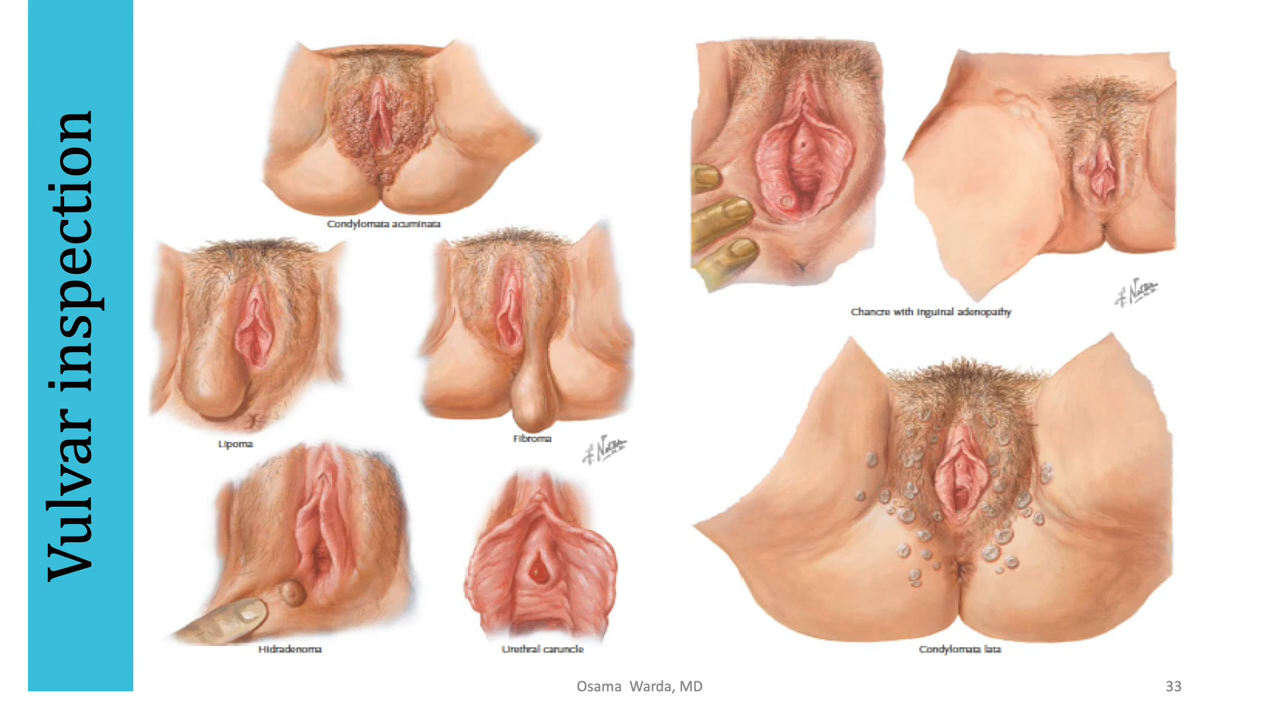 Vulvar inspection
Condylomata acuminata
Lipoma
Fibroma
Hidradenoma
Urethral caruncle
Chancre with inguinal adenopathy
Condylomata lata
Osama Warda, MD
33